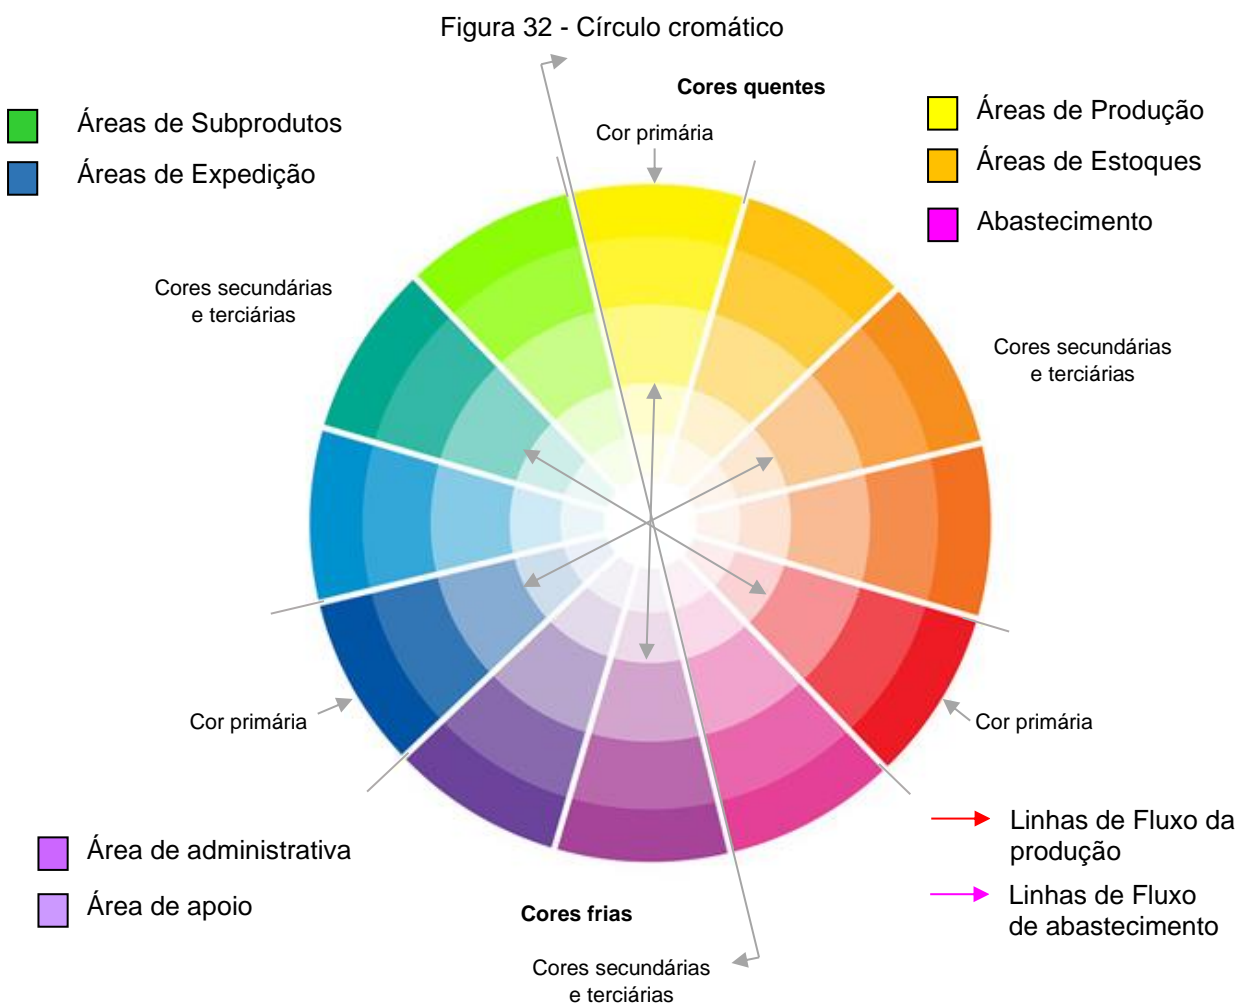 Figura 32 - Círculo cromático
Cores quentes
Áreas de Subprodutos
Áreas de Expedição
Cor primária
Áreas de Produção
Áreas de Estoques
Abastecimento
Cores secundárias
e terciárias
Cores secundárias
e terciárias
Cor primária
Cor primária
Área de administrativa
Área de apoio
Linhas de Fluxo da
produção
Linhas de Fluxo
de abastecimento
Cores frias
Cores secundárias
e terciárias